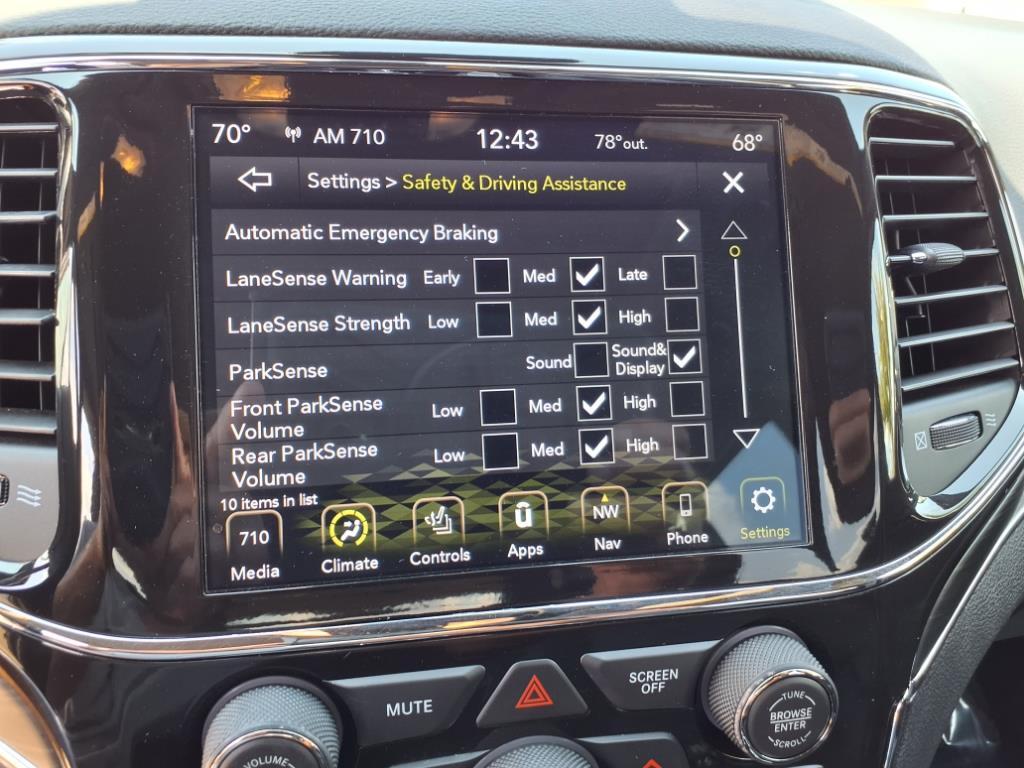 70° AM 710 12:43 78°out. 68°
Settings > Safety & Driving Assistance
Automatic Emergency Braking
LaneSense Warning Early Med Late
LaneSense Strength Low Med High
ParkSense Sound Sound&
Display
Front ParkSense
Volume Low Med High
Rear ParkSense
Volume Low Med High
10 items in list
710 NW
Media Climate Controls Apps Nav Phone Settings
MUTE
SCREEN
OFF
VOLUME
TUNE
BROWSE
ENTER
SCROLL